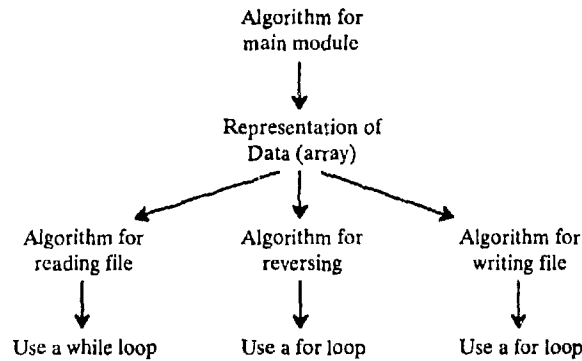 Algorithm for
main module
Representation of
Data (array)
Algorithm for
reading file
Algorithm for
reversing
Algorithm for
writing file
Use a while loop
Use a for loop
Use a for loop